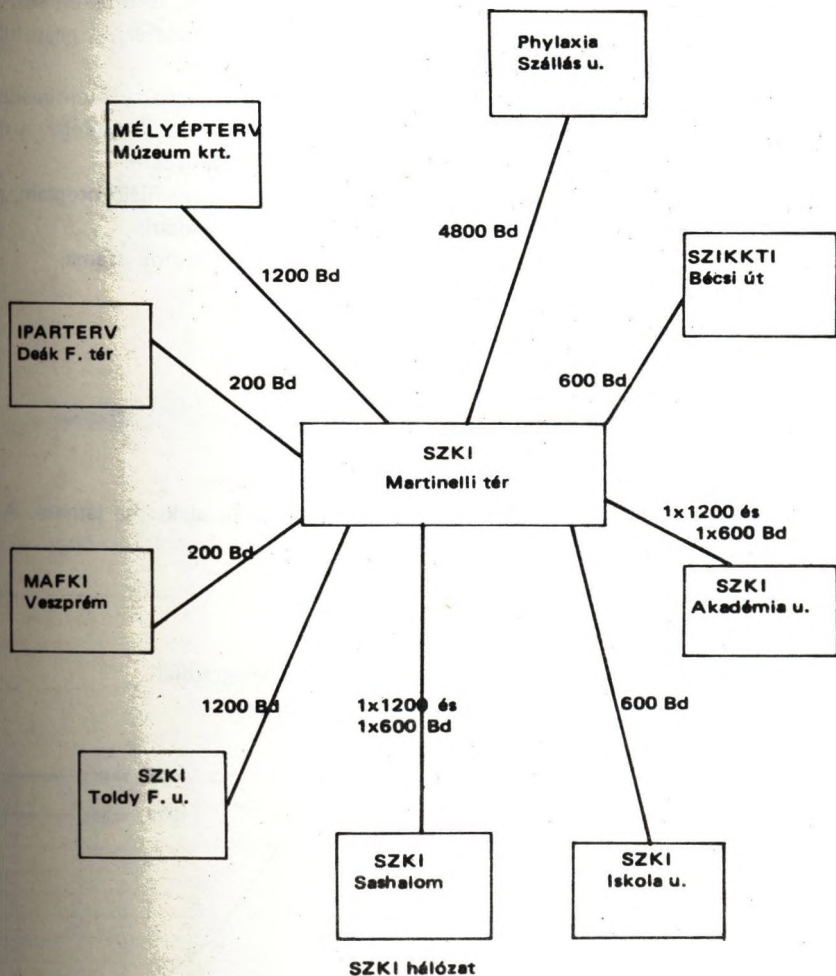 Phylaxia
Szállás u.
MÉLYÉPTERV
Múzeum krt.
4800 Bd
SZIKKTI
Bécsi út
1200 Bd
IPARTERV
Deák F. tér
200 Bd
600 Bd
SZKI
Martinelli tér
1x1200 és
1x600 Bd
200 Bd
MAFKI
Veszprém
SZKI
Akadémia u.
1200 Bd
1x1200 és
1x600 Bd
600 Bd
SZKI
Toldy F. u.
SZKI
Sashalom
SZKI
Iskola u.
SZKI hálózat